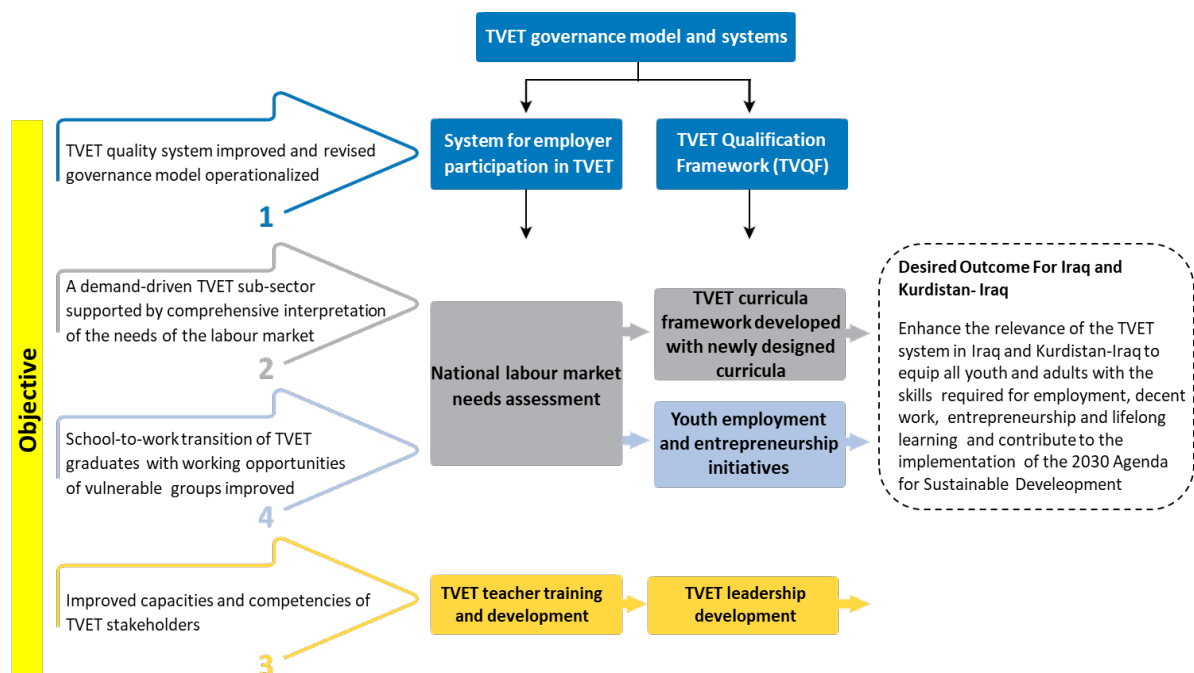 TVET governance model and systems
Objective
TVET quality system improved and revised
governance model operationalized
1
System for employer
participation in TVET
TVET Qualification
Framework (TVQF)
A demand-driven TVET sub-sector
supported by comprehensive interpretation
of the needs of the labour market
2
National labour market
needs assessment
TVET curricula
framework developed
with newly designed
curricula
School-to-work transition of TVET
graduates with working opportunities
of vulnerable groups improved
4
Youth employment
and entrepreneurship
initiatives
Desired Outcome For Iraq and
Kurdistan- Iraq
Enhance the relevance of the TVET
system in Iraq and Kurdistan-Iraq to
equip all youth and adults with the
skills required for employment, decent
work, entrepreneurship and lifelong
learning and contribute to the
implementation of the 2030 Agenda
for Sustainable Develeopment
Improved capacities and competencies of
TVET stakeholders
3
TVET teacher training
and development
TVET leadership
development